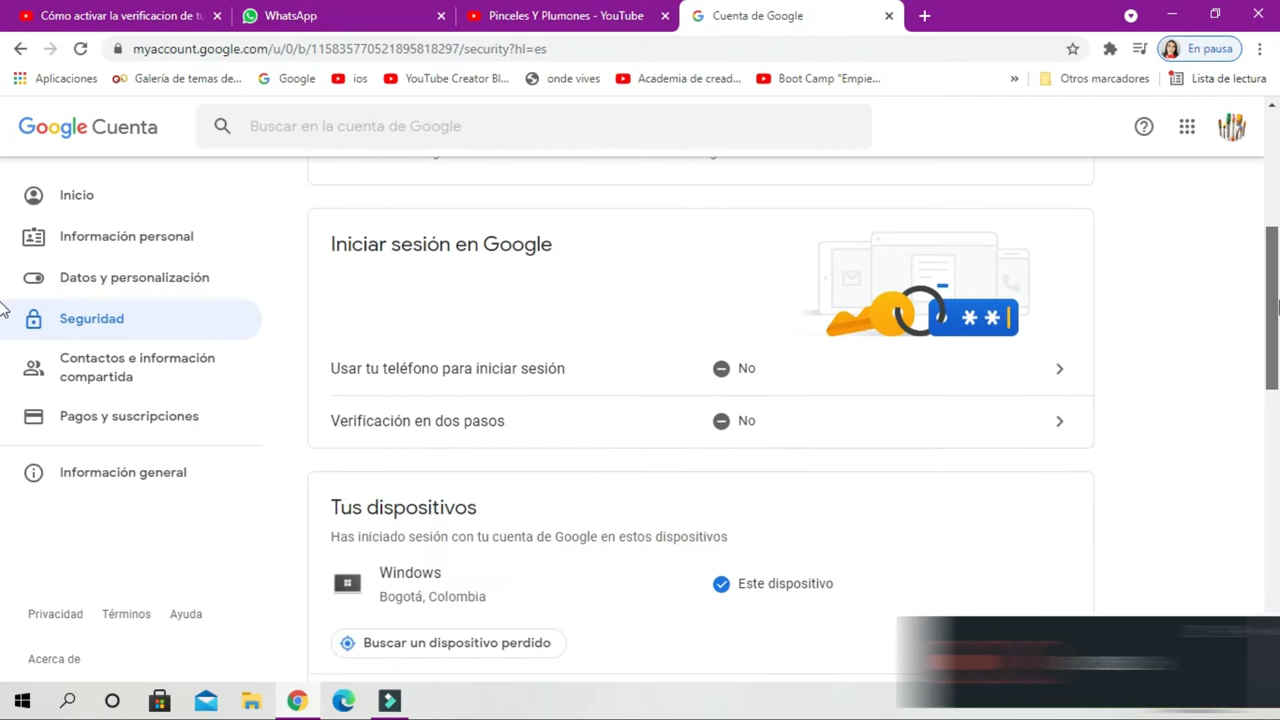 Cómo activar la verificacion de tu
WhatsApp
Pinceles Y Plumones - YouTube
Cuenta de Google
myaccount.google.com/u/0/b/115835770521895818297/security?hl=es
En pausa
Aplicaciones
Galería de temas de...
Google
ios
YouTube Creator Bl...
onde vives
Academia de cread...
Boot Camp "Empie...
»
Otros marcadores
Lista de lectura
Google Cuenta
Buscar en la cuenta de Google
Inicio
Información personal
Datos y personalización
Seguridad
Contactos e información
compartida
Pagos y suscripciones
Información general
Privacidad
Términos
Ayuda
Acerca de
Iniciar sesión en Google
Usar tu teléfono para iniciar sesión
No
Verificación en dos pasos
No
Tus dispositivos
Has iniciado sesión con tu cuenta de Google en estos dispositivos
Windows
Bogotá, Colombia
Este dispositivo
Buscar un dispositivo perdido